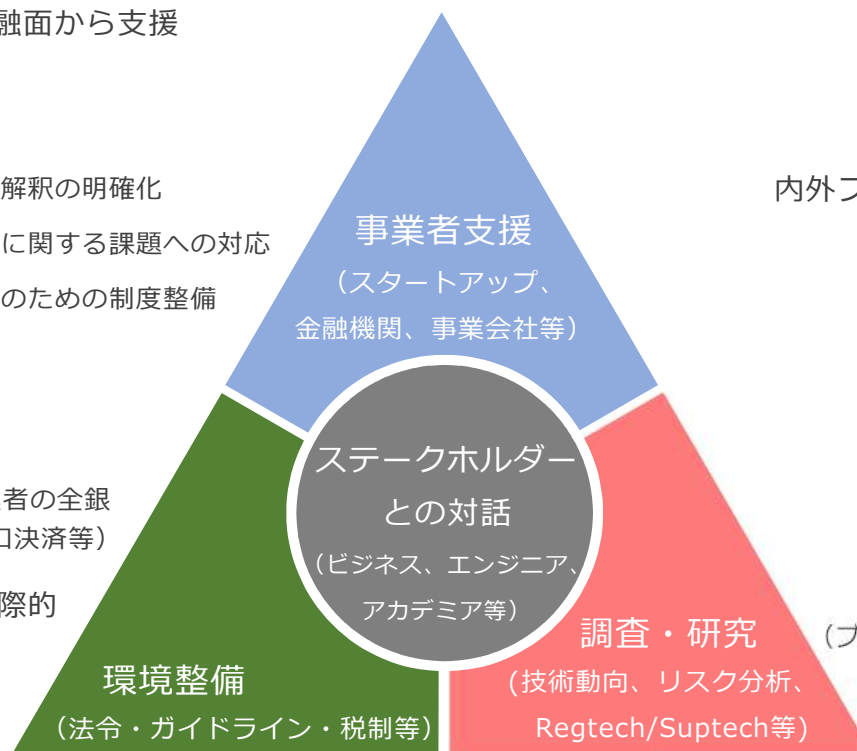 融面から支援
解釈の明確化
に関する課題への対応
のための制度整備
者の全銀
口決済等）
際的
内外フ
事業者支援
（スタートアップ、
金融機関、事業会社等）
ステークホルダー
との対話
（ビジネス、エンジニア、
アカデミア等）
環境整備
（法令・ガイドライン・税制等）
調査・研究
(技術動向、リスク分析、
Regtech/Suptech等)
（ブ